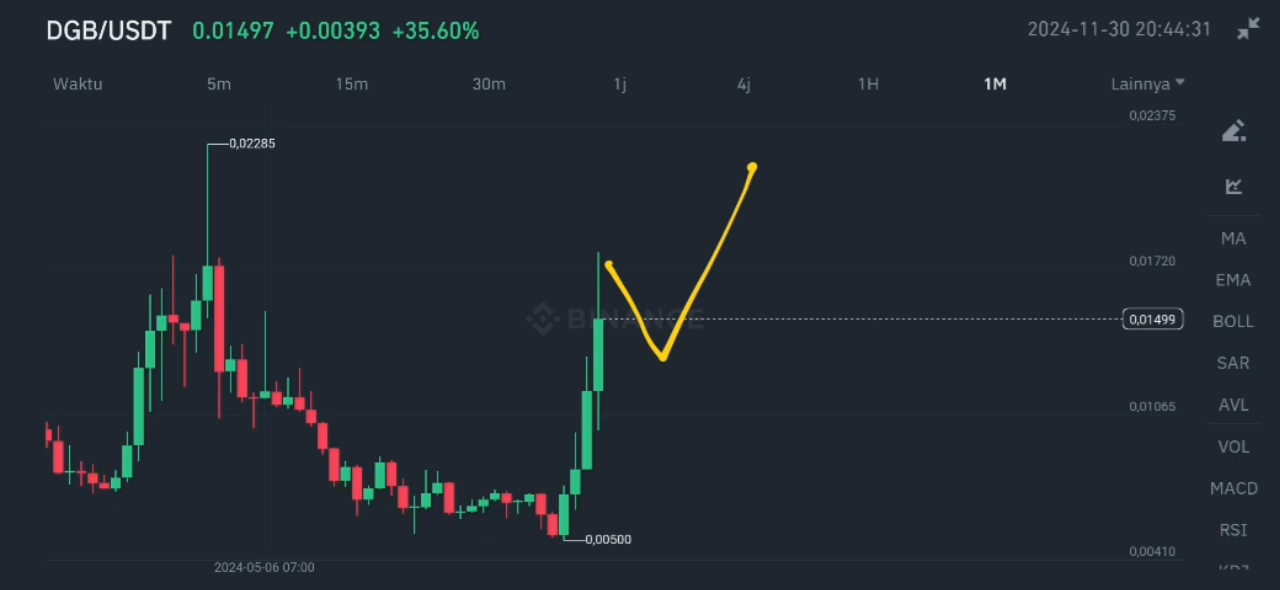 DGB/USDT 0.01497 +0.00393 +35.60% 2024-11-30 20:44:31
Waktu 5m 15m 30m 1j 4j 1H 1M Lainnya
0,02375
0,02285
0,01720
BINANCE
0,01499
0,01065
0,00500
0,00410
2024-05-06 07:00
MA
EMA
BOLL
SAR
AVL
VOL
MACD
RSI